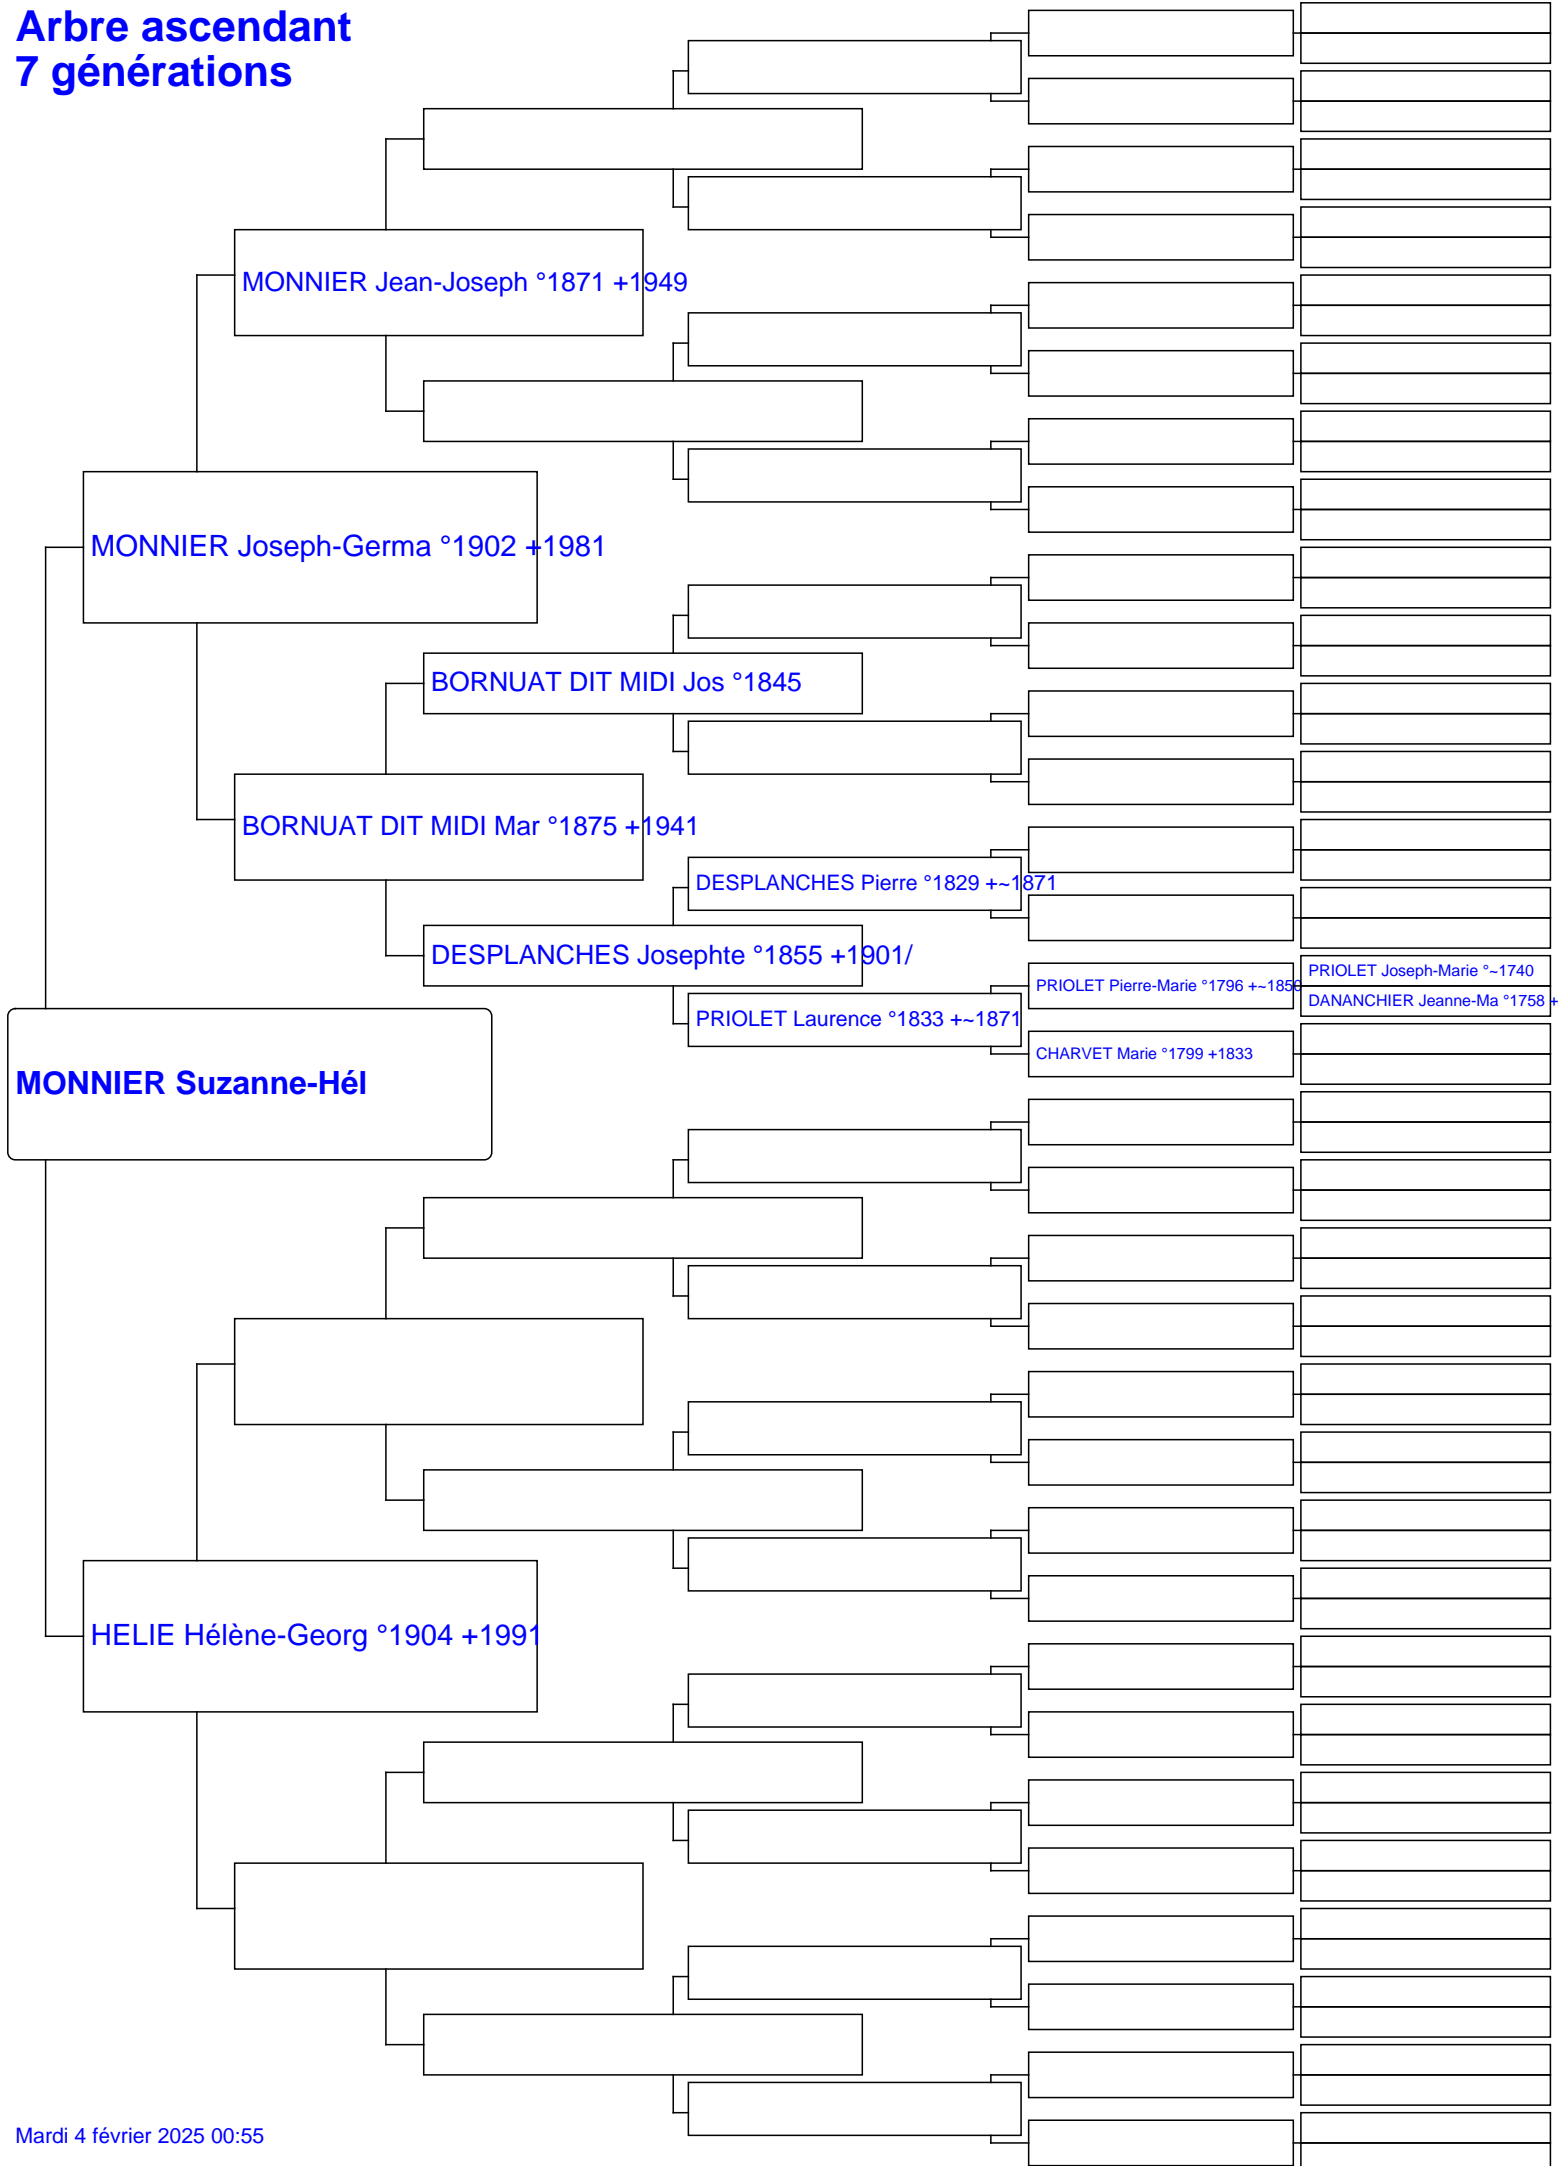 Arbre ascendant
7 générations
MONNIER Jean-Joseph °1871 +1949
MONNIER Joseph-Germa °1902 +1981
BORNUAT DIT MIDI Jos °1845
BORNUAT DIT MIDI Mar °1875 +1941
DESPLANCHES Pierre °1829 +~1871
DESPLANCHES Josephte °1855 +1901/
PRIOLET Joseph-Marie °~1740
PRIOLET Pierre-Marie °1796 +~1850
DANANCHIER Jeanne-Ma °1758 +
PRIOLET Laurence °1833 +~1871
CHARVET Marie °1799 +1833
MONNIER Suzanne-Hél
HELIE Hélène-Georg °1904 +1991
Mardi 4 février 2025 00:55